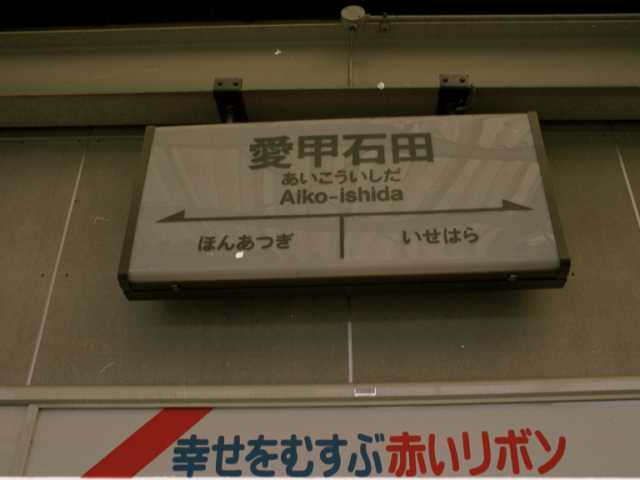 愛甲石田
あいこういしだ
Aiko-ishida
ほんあつぎ いせはら
幸せをむすぶ赤いリボン